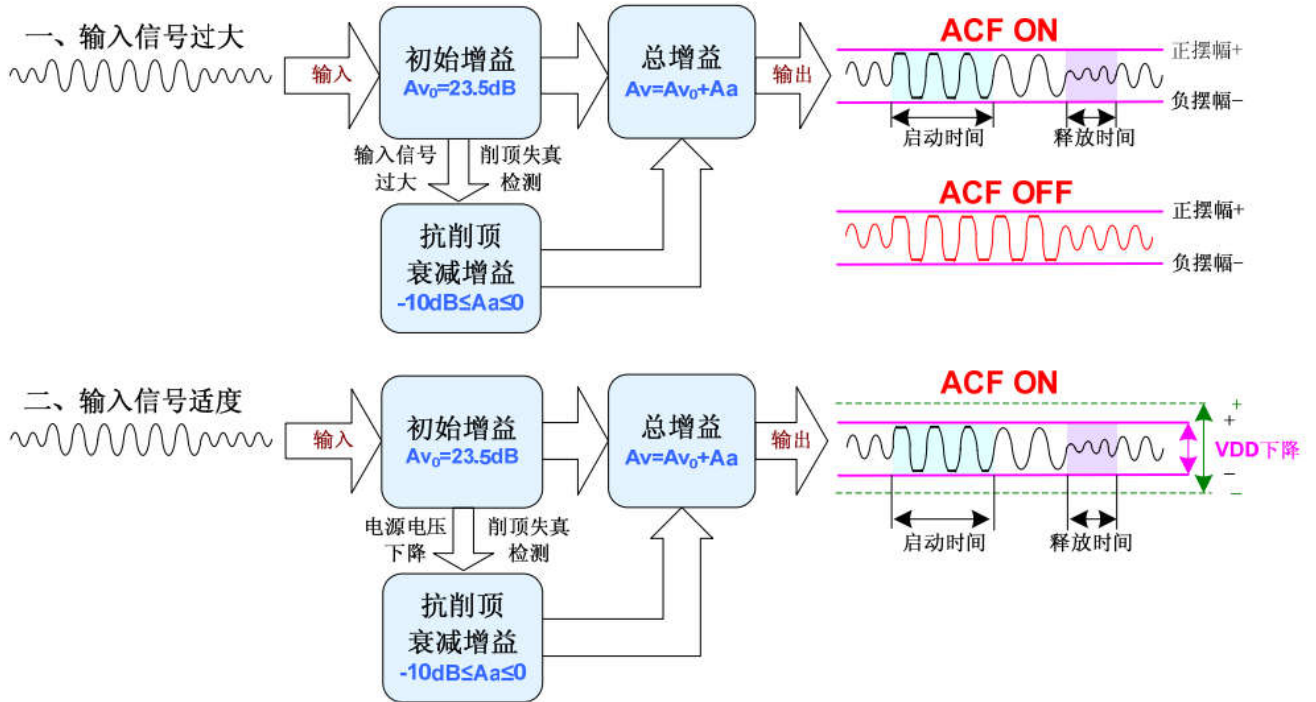 一、输入信号过大
输入
初始增益
Av₀=23.5dB
总增益
Av=Av₀+Aa
输出
ACF ON
正摆幅+
负摆幅−
启动时间
释放时间
输入信号
过大
削顶失真
检测
抗削顶
衰减增益
-10dB≤Aa≤0
ACF OFF
正摆幅+
负摆幅−
二、输入信号适度
输入
初始增益
Av₀=23.5dB
总增益
Av=Av₀+Aa
输出
ACF ON
+
+
VDD下降
−
−
启动时间
释放时间
电源电压
下降
削顶失真
检测
抗削顶
衰减增益
-10dB≤Aa≤0